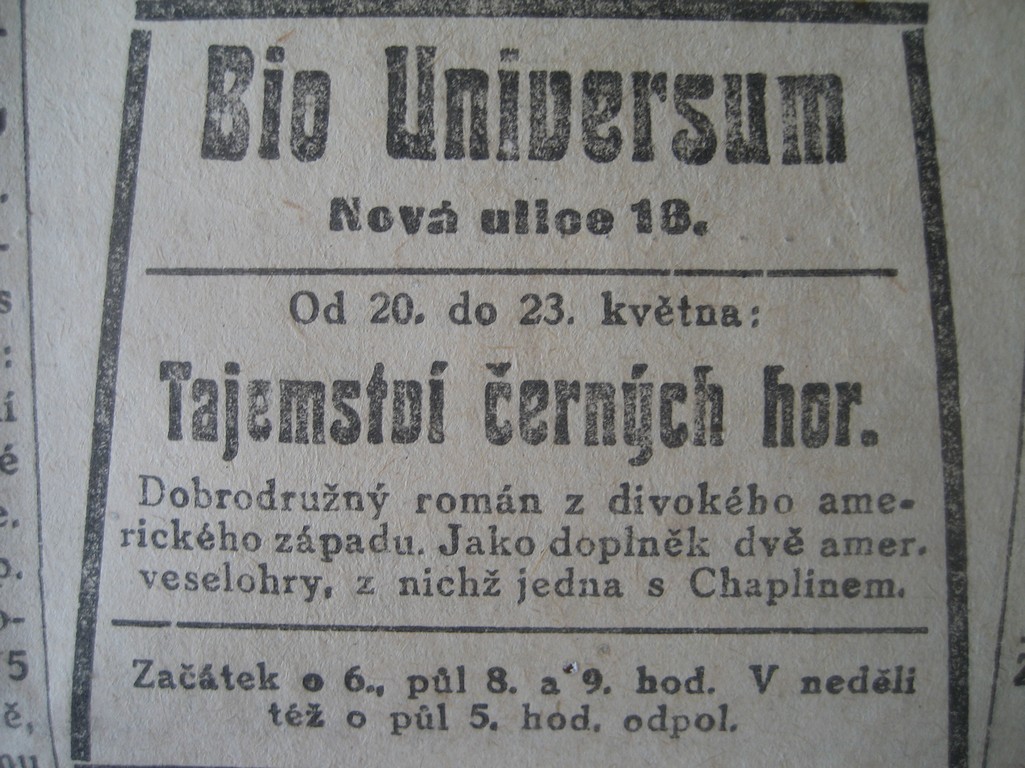 Bio Universum
Nová ulice 18.
Od 20. do 23. května:
Tajemství černých hor.
Dobrodružný román z divokého ame-
rického západu. Jako doplněk dvě amer.
veselohry, z nichž jedna s Chaplinem.
Začátek o 6., půl 8. a 9. hod. V neděli
též o půl 5. hod. odpol.